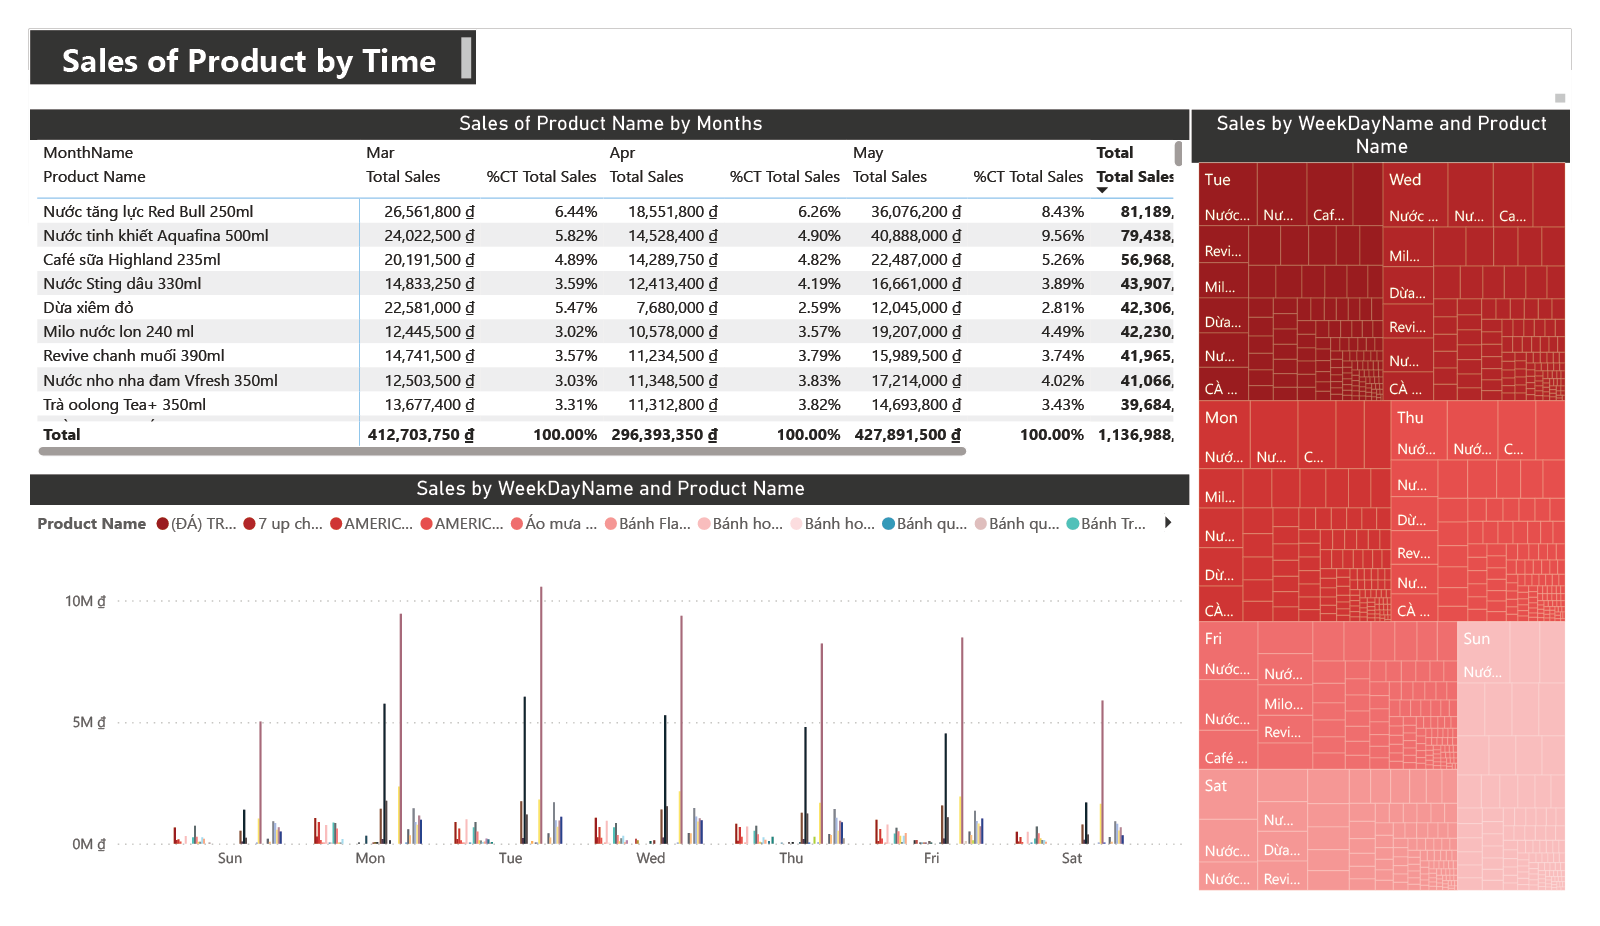 Sales of Product by Time
Sales of Product Name by Months
MonthName Mar Apr May Total
Product Name Total Sales %CT Total Sales Total Sales %CT Total Sales Total Sales %CT Total Sales Total Sales
Nước tăng lực Red Bull 250ml 26,561,800 ₫ 6.44% 18,551,800 ₫ 6.26% 36,076,200 ₫ 8.43% 81,189,
Nước tinh khiết Aquafina 500ml 24,022,500 ₫ 5.82% 14,528,400 ₫ 4.90% 40,888,000 ₫ 9.56% 79,438,
Café sữa Highland 235ml 20,191,500 ₫ 4.89% 14,289,750 ₫ 4.82% 22,487,000 ₫ 5.26% 56,968,
Nước Sting dâu 330ml 14,833,250 ₫ 3.59% 12,413,400 ₫ 4.19% 16,661,000 ₫ 3.89% 43,907,
Dừa xiêm đỏ 22,581,000 ₫ 5.47% 7,680,000 ₫ 2.59% 12,045,000 ₫ 2.81% 42,306,
Milo nước lon 240 ml 12,445,500 ₫ 3.02% 10,578,000 ₫ 3.57% 19,207,000 ₫ 4.49% 42,230,
Revive chanh muối 390ml 14,741,500 ₫ 3.57% 11,234,500 ₫ 3.79% 15,989,500 ₫ 3.74% 41,965,
Nước nho nha đam Vfresh 350ml 12,503,500 ₫ 3.03% 11,348,500 ₫ 3.83% 17,214,000 ₫ 4.02% 41,066,
Trà oolong Tea+ 350ml 13,677,400 ₫ 3.31% 11,312,800 ₫ 3.82% 14,693,800 ₫ 3.43% 39,684,
Total 412,703,750 ₫ 100.00% 296,393,350 ₫ 100.00% 427,891,500 ₫ 100.00% 1,136,988,
Sales by WeekDayName and Product Name
Product Name (ĐÁ) TR... 7 up ch... AMERIC... AMERIC... Áo mưa ... Bánh Fla... Bánh ho... Bánh ho... Bánh qu... Bánh qu... Bánh Tr...
10M ₫
5M ₫
0M ₫
Sun Mon Tue Wed Thu Fri Sat
Sales by WeekDayName and Product
Name
Tue
Nước... Nư... Caf...
Revi...
Mil...
Dừa...
Nư...
CÀ ...
Wed
Nước ... Nư... Ca...
Mil...
Dừa...
Revi...
Nư...
CÀ ...
Mon
Nướ... Nư... C...
Mil...
Nư...
Dừ...
CÀ...
Thu
Nướ... Nướ... C...
Nư...
Dừ...
Rev...
Nư...
CÀ ...
Fri
Nước... Nướ...
Milo...
Nước... Revi...
Café ...
Sun
Nướ...
Sat
Nư...
Nước... Dừa...
Nước... Revi...